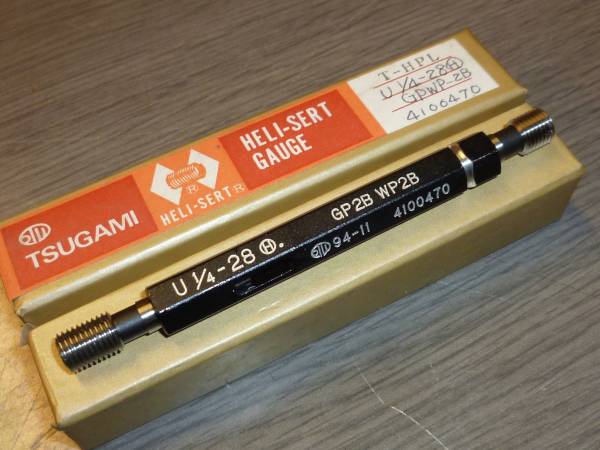 TSUGAMI
HELI-SERT®
HELI-SERT
GAUGE
T-HPL
U 1/4-28 Ⓗ
GPWP-2B
4100470
U 1/4-28 Ⓗ.
GP2B WP2B
94-11 4100470